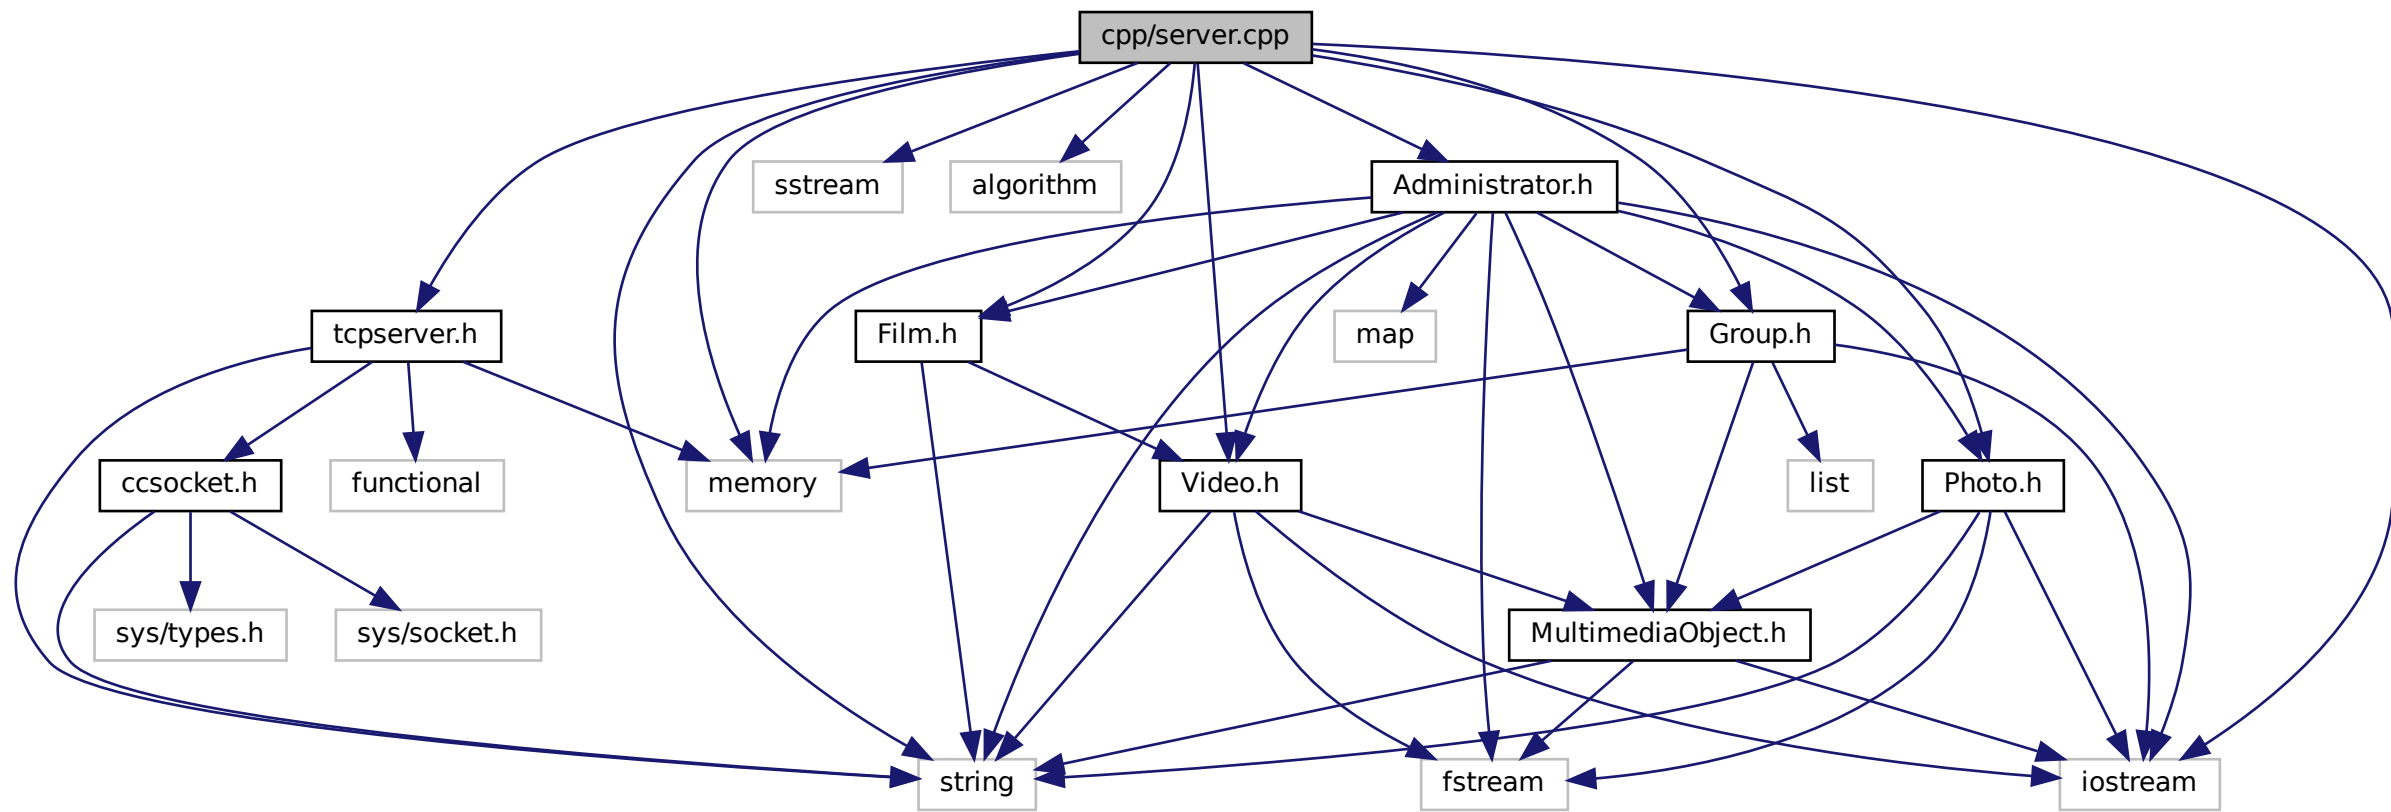 cpp/server.cpp
sstream
algorithm
Administrator.h
tcpserver.h
Film.h
map
Group.h
ccsocket.h
functional
memory
Video.h
list
Photo.h
sys/types.h
sys/socket.h
MultimediaObject.h
string
fstream
iostream